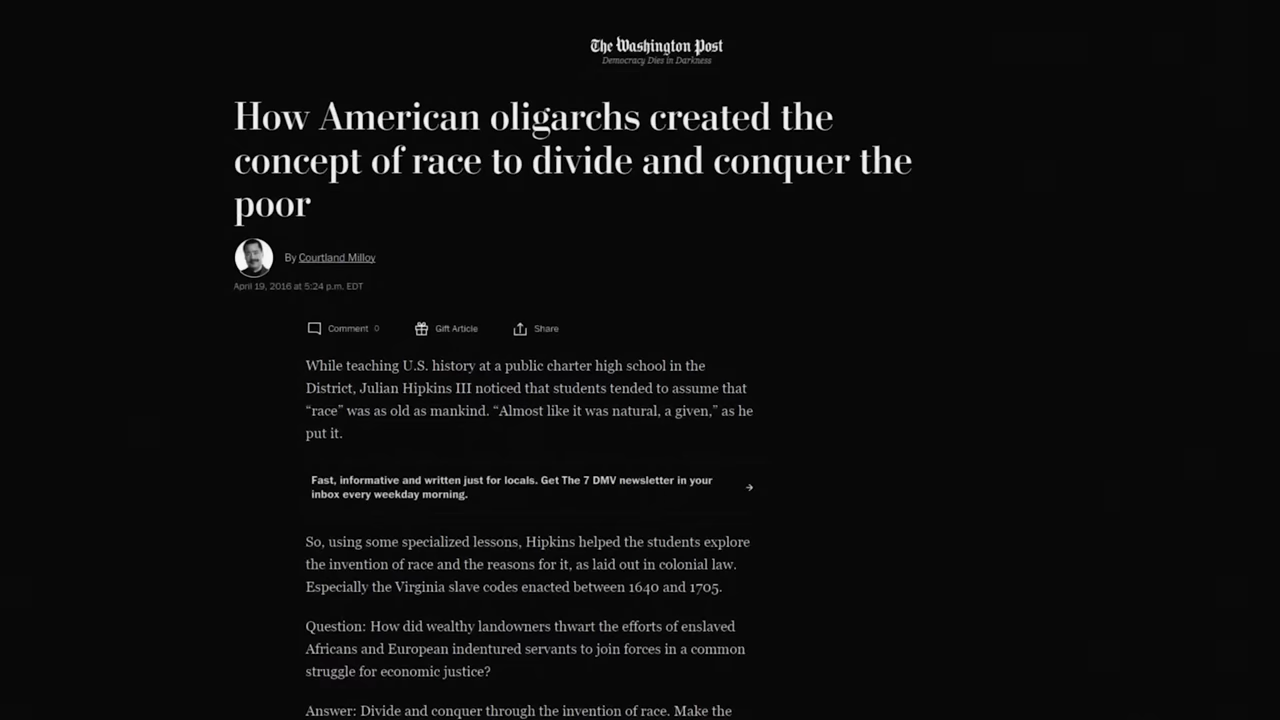 The Washington Post
Democracy Dies in Darkness
How American oligarchs created the
concept of race to divide and conquer the
poor
By Courtland Milloy
April 19, 2016 at 5:24 p.m. EDT
Comment 0 Gift Article Share
While teaching U.S. history at a public charter high school in the
District, Julian Hipkins III noticed that students tended to assume that
“race” was as old as mankind. “Almost like it was natural, a given,” as he
put it.
Fast, informative and written just for locals. Get The 7 DMV newsletter in your
inbox every weekday morning.
So, using some specialized lessons, Hipkins helped the students explore
the invention of race and the reasons for it, as laid out in colonial law.
Especially the Virginia slave codes enacted between 1640 and 1705.
Question: How did wealthy landowners thwart the efforts of enslaved
Africans and European indentured servants to join forces in a common
struggle for economic justice?
Answer: Divide and conquer through the invention of race. Make the